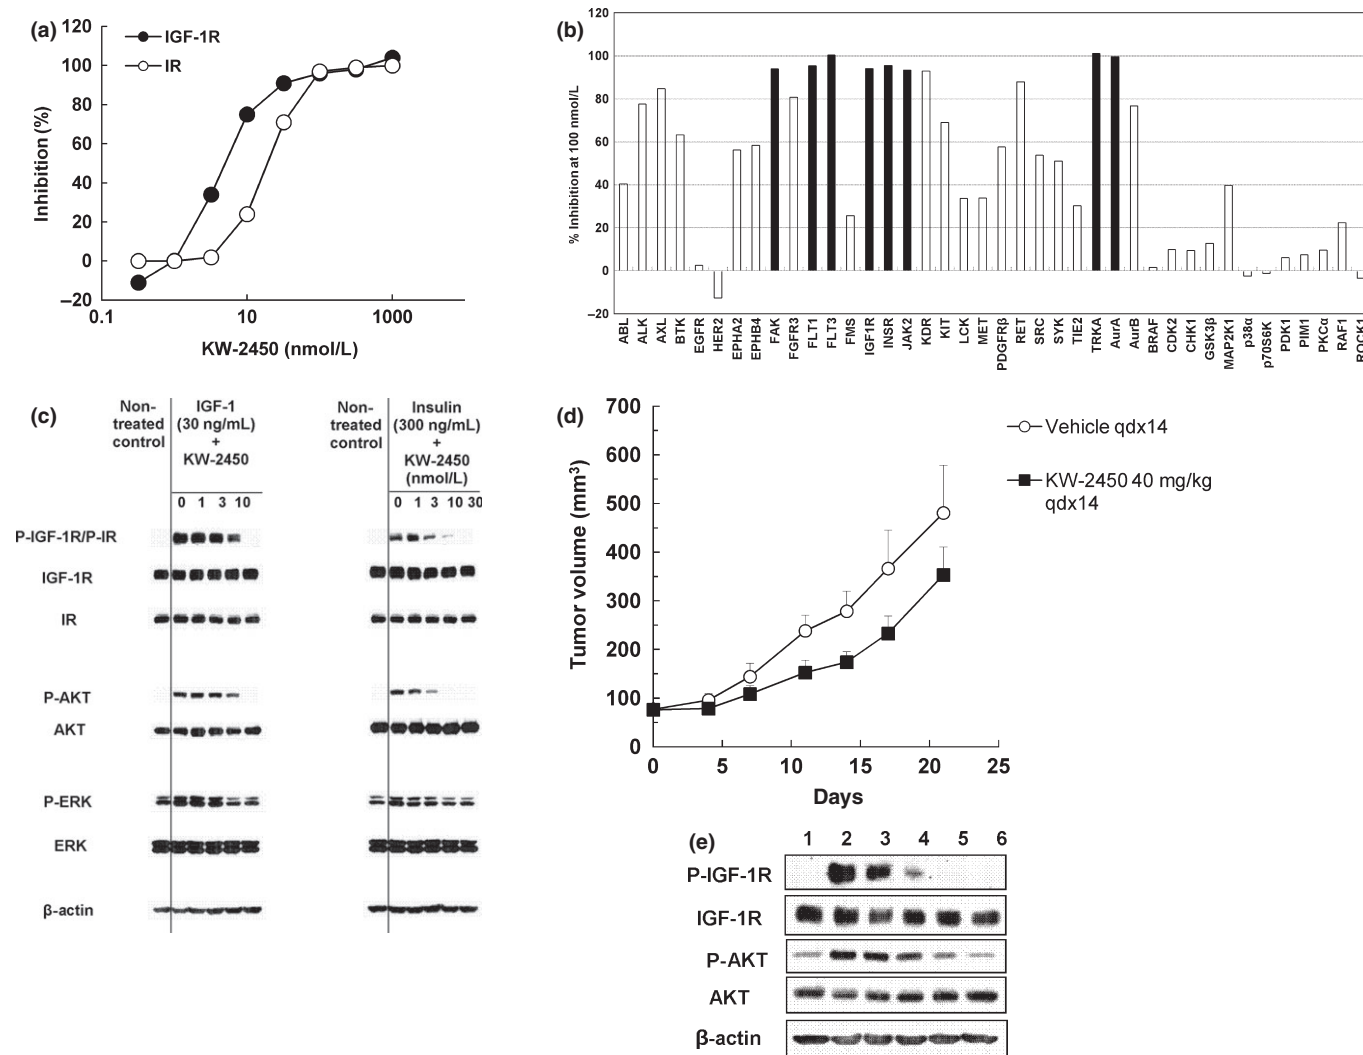 (a)
IGF-1R
IR
120
100
80
60
40
20
0
–20
0.1
10
1000
Inhibition (%)
KW-2450 (nmol/L)
(b)
120
100
80
60
40
20
0
–20
% Inhibition at 100 nmol/L
ABL
ALK
AXL
BTK
EGFR
HER2
EPHA2
EPHB4
FAK
FGFR3
FLT1
FLT3
FMS
IGF1R
INSR
JAK2
KDR
KIT
LCK
MET
PDGFRβ
RET
SRC
SYK
TIE2
TRKA
AurA
AurB
BRAF
CDK2
CHK1
GSK3β
MAP2K1
p38α
p70S6K
PDK1
PIM1
PKCα
RAF1
ROCK1
(c)
Non-
treated
control
IGF-1
(30 ng/mL)
+
KW-2450
0 1 3 10
Non-
treated
control
Insulin
(300 ng/mL)
+
KW-2450
(nmol/L)
0 1 3 10 30
P-IGF-1R/P-IR
IGF-1R
IR
P-AKT
AKT
P-ERK
ERK
β-actin
(d)
700
600
500
400
300
200
100
0
Tumor volume (mm³)
0 5 10 15 20 25
Days
Vehicle qdx14
KW-2450 40 mg/kg
qdx14
(e)
1 2 3 4 5 6
P-IGF-1R
IGF-1R
P-AKT
AKT
β-actin